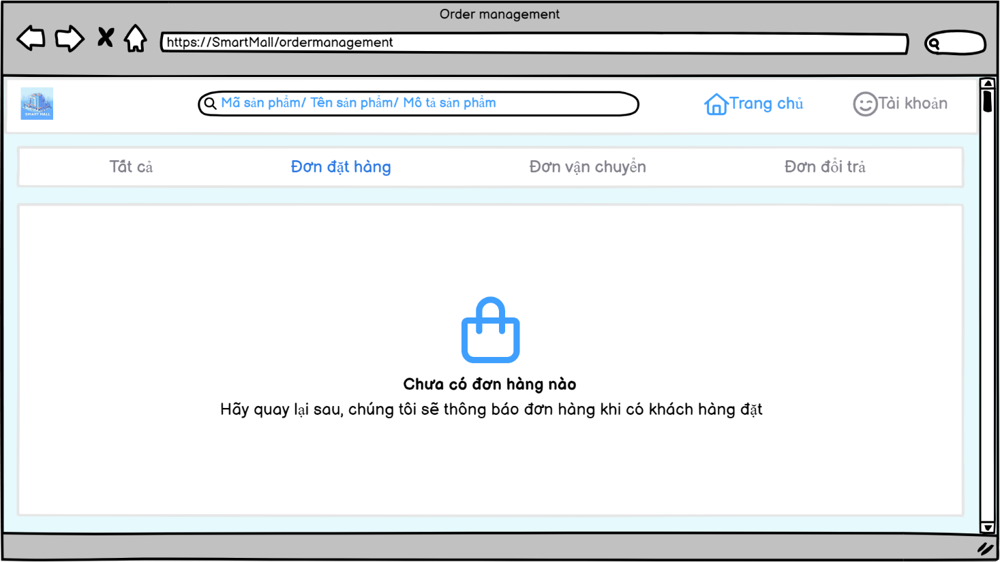 Order management
https://SmartMall/ordermanagement
SMART MALL
Mã sản phẩm/ Tên sản phẩm/ Mô tả sản phẩm
Trang chủ
Tài khoản
Tất cả
Đơn đặt hàng
Đơn vận chuyển
Đơn đổi trả
Chưa có đơn hàng nào
Hãy quay lại sau, chúng tôi sẽ thông báo đơn hàng khi có khách hàng đặt